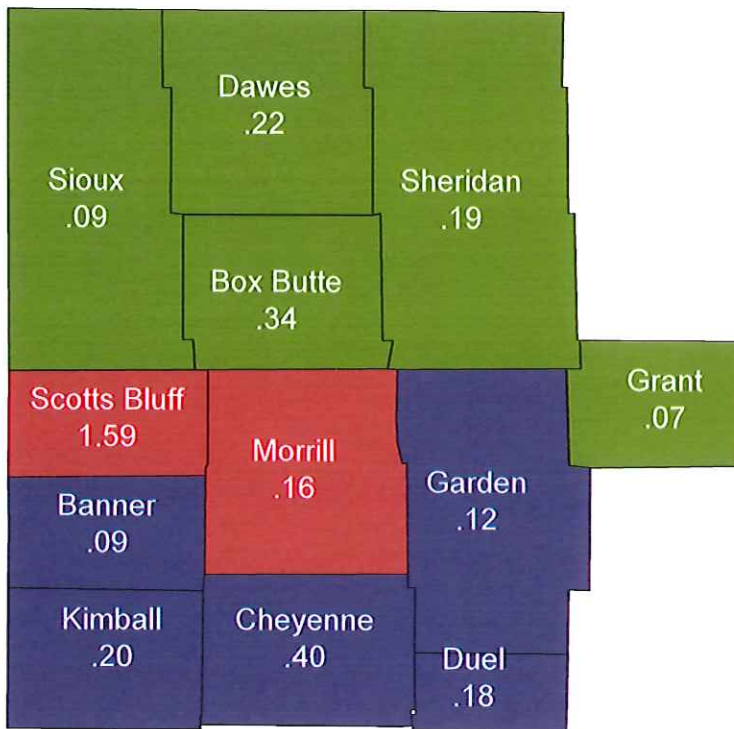 Dawes
.22
Sioux
.09
Sheridan
.19
Box Butte
.34
Grant
.07
Scotts Bluff
1.59
Morrill
.16
Garden
.12
Banner
.09
Kimball
.20
Cheyenne
.40
Duel
.18